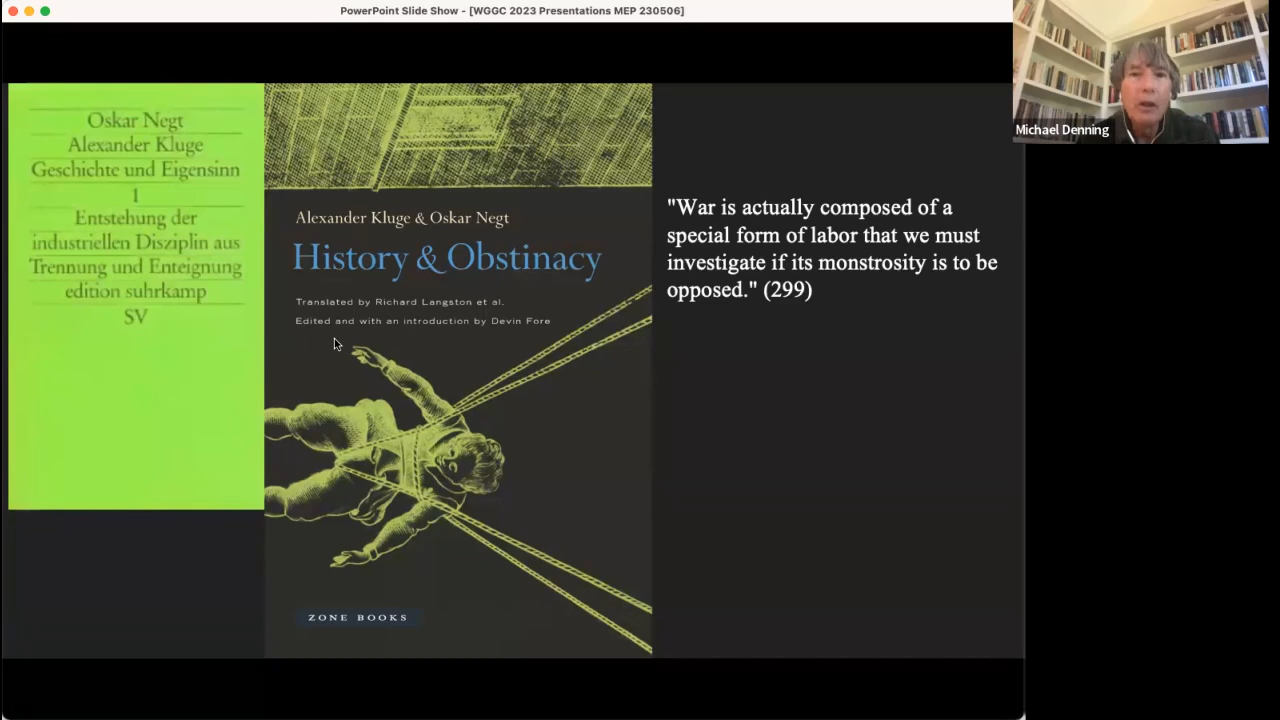 PowerPoint Slide Show - [WGGC 2023 Presentations MEP 230506]
Michael Denning
Oskar Negt
Alexander Kluge
Geschichte und Eigensinn
1
Entstehung der
industriellen Disziplin aus
Trennung und Enteignung
edition suhrkamp
SV
Alexander Kluge & Oskar Negt
History & Obstinacy
Translated by Richard Langston et al.
Edited and with an introduction by Devin Fore
ZONE BOOKS
"War is actually composed of a
special form of labor that we must
investigate if its monstrosity is to be
opposed." (299)